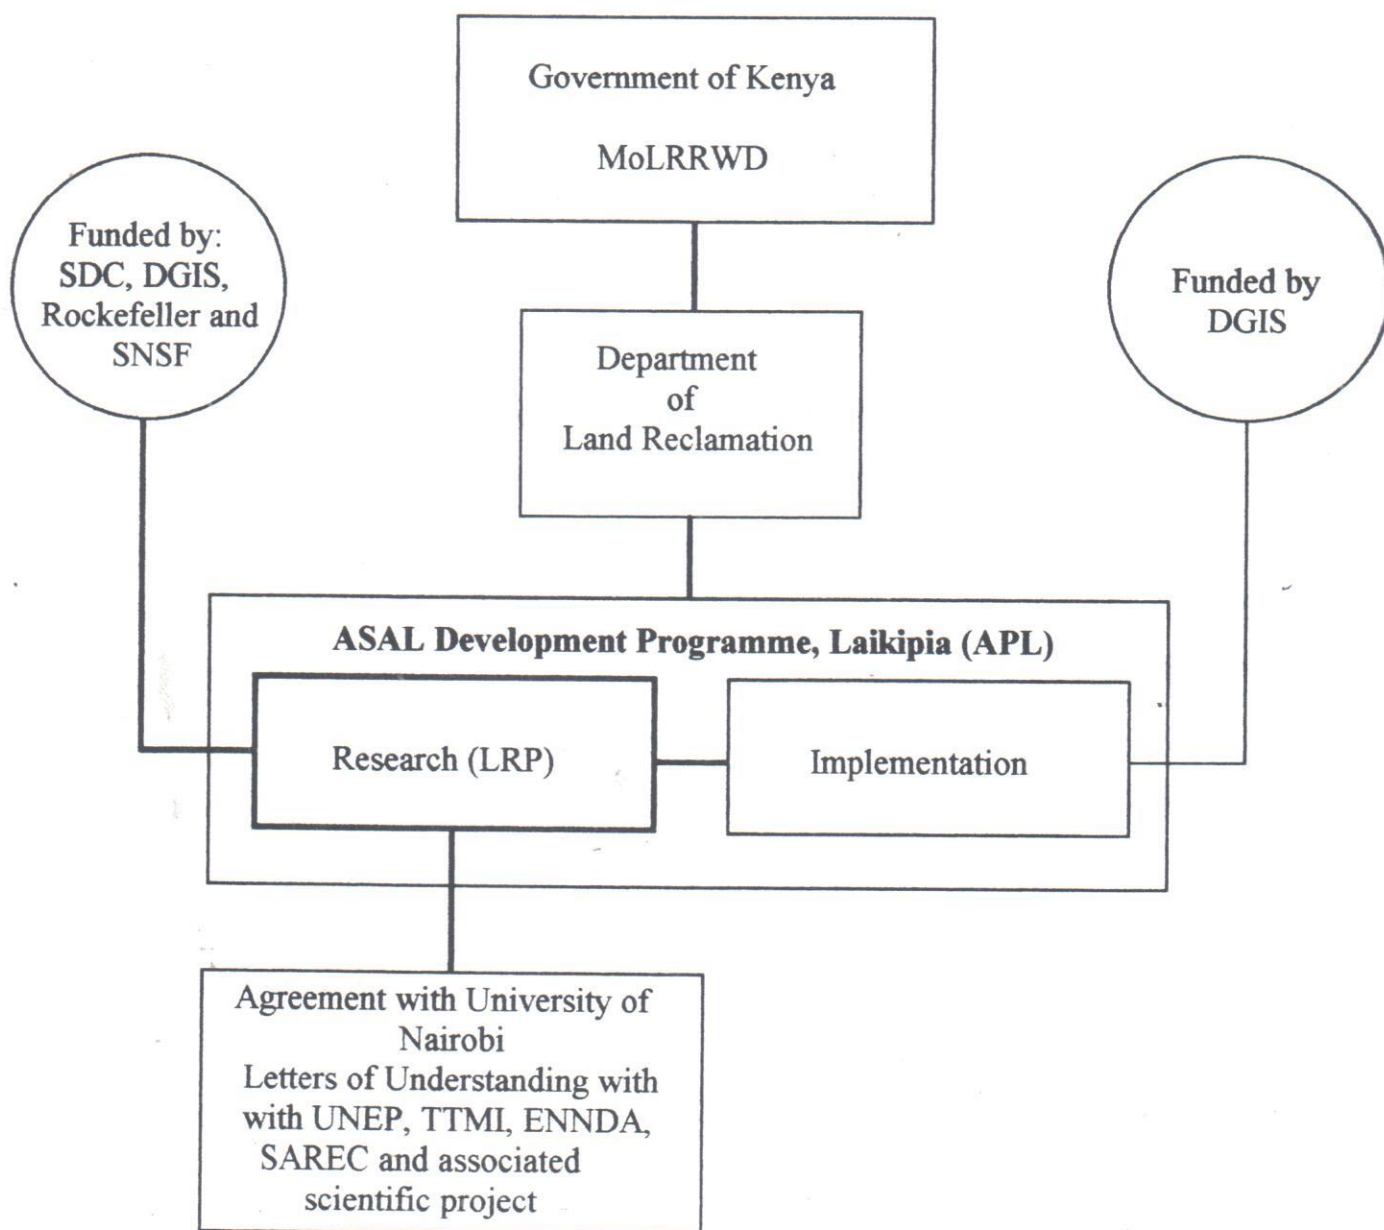 Government of Kenya
MoLRRWD
Funded by:
SDC, DGIS,
Rockefeller and
SNSF
Funded by
DGIS
Department
of
Land Reclamation
ASAL Development Programme, Laikipia (APL)
Research (LRP)
Implementation
Agreement with University of
Nairobi
Letters of Understanding with
with UNEP, TTMI, ENNDA,
SAREC and associated
scientific project